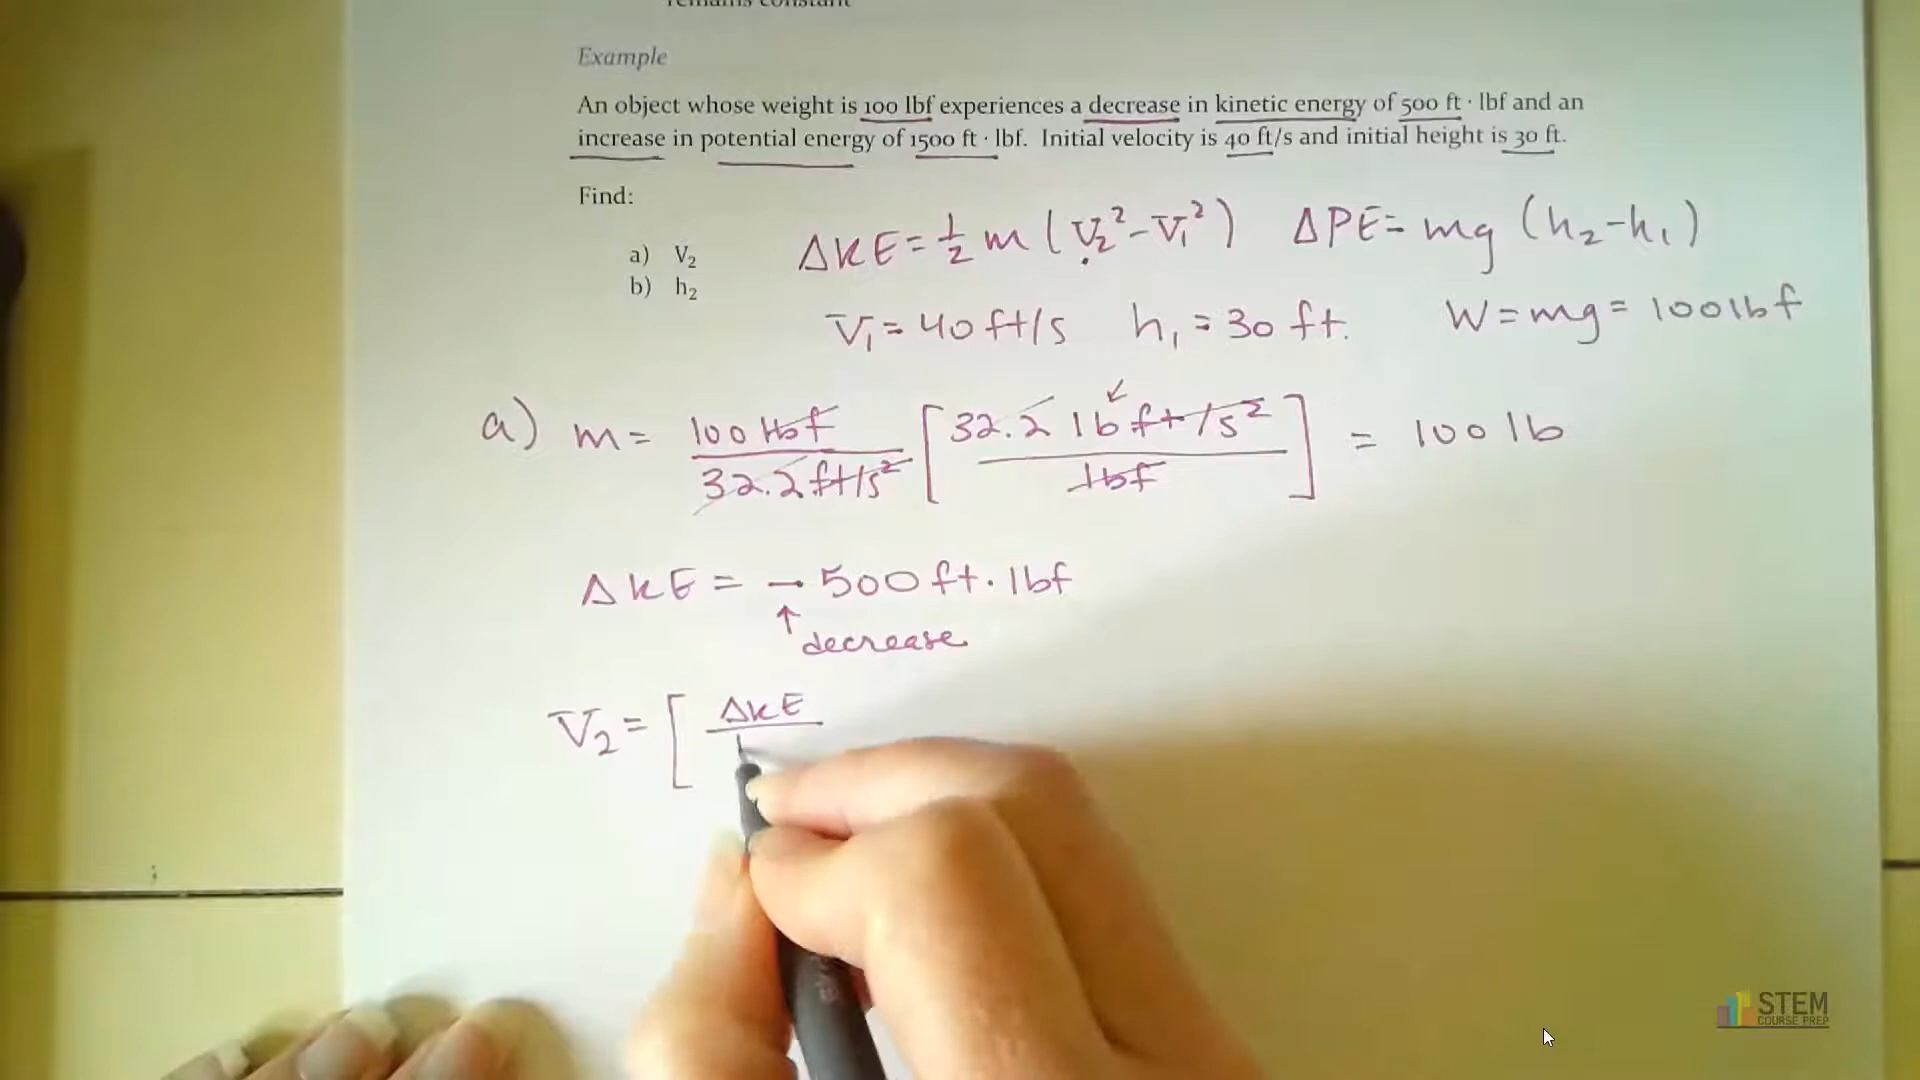 remains constant
Example
An object whose weight is 100 lbf experiences a decrease in kinetic energy of 500 ft · lbf and an
increase in potential energy of 1500 ft · lbf. Initial velocity is 40 ft/s and initial height is 30 ft.
Find:
a) V₂
b) h₂
ΔKE = ½ m (V₂² - V₁²) ΔPE = mg (h₂ - h₁)
V₁ = 40 ft/s h₁ = 30 ft. W = mg = 100 lbf
a) m = 100 lbf / 32.2 ft/s² [32.2 lb ft/s² / lbf] = 100 lb
ΔKE = - 500 ft · lbf
↑ decrease
V₂ = [ ΔKE
STEM
COURSE PREP